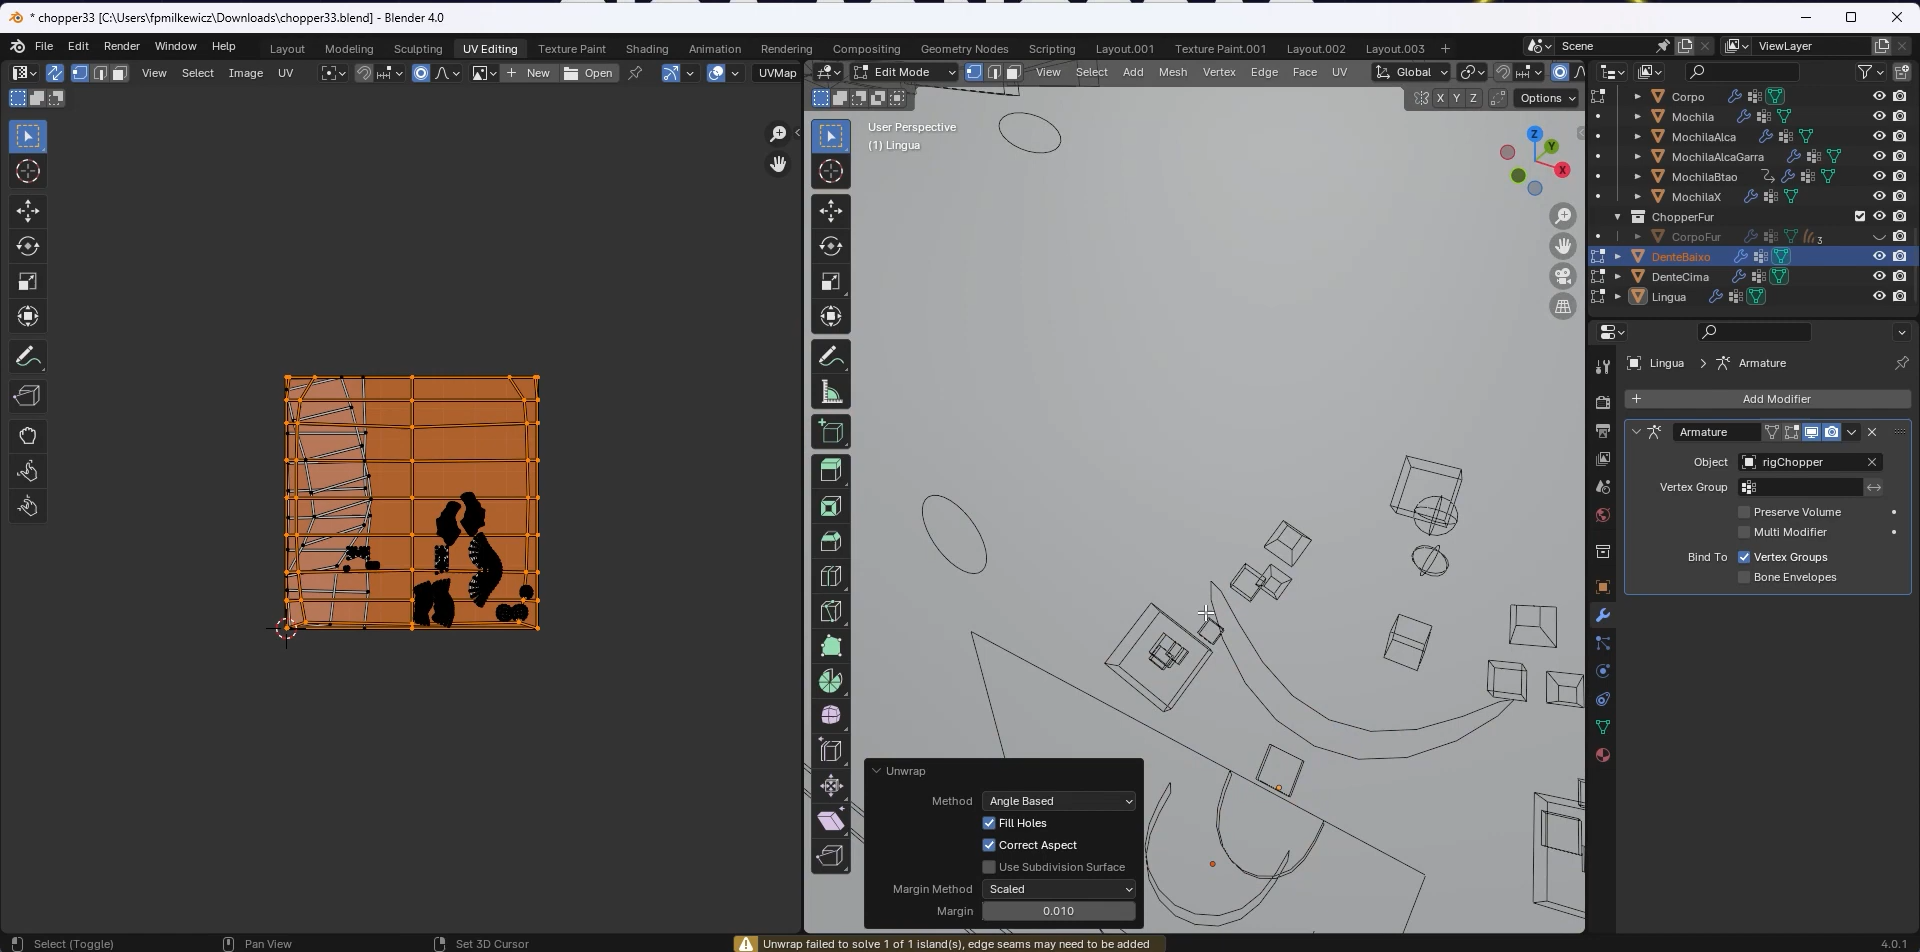 * chopper33 [C:\Users\fpmilkewicz\Downloads\chopper33.blend] - Blender 4.0
File Edit Render Window Help
Layout Modeling Sculpting UV Editing Texture Paint Shading Animation Rendering Compositing Geometry Nodes Scripting Layout.001 Texture Paint.001 Layout.002 Layout.003 +
Scene
ViewLayer
View Select Image UV
New
Open
UVMap
Edit Mode
View Select Add Mesh Vertex Edge Face UV
Global
X Y Z
Options
User Perspective
(1) Lingua
Z
Y
X
Corpo
Mochila
MochilaAlca
MochilaAlcaGarra
MochilaBtao
MochilaX
ChopperFur
CorpoFur
3
DenteBaixo
DenteCima
Lingua
Lingua > Armature
+ Add Modifier
Armature
Object rigChopper
Vertex Group
Preserve Volume
Multi Modifier
Bind To Vertex Groups
Bone Envelopes
Unwrap
Method Angle Based
Fill Holes
Correct Aspect
Use Subdivision Surface
Margin Method Scaled
Margin 0.010
Select (Toggle)
Pan View
Set 3D Cursor
Unwrap failed to solve 1 of 1 island(s), edge seams may need to be added
4.0.1